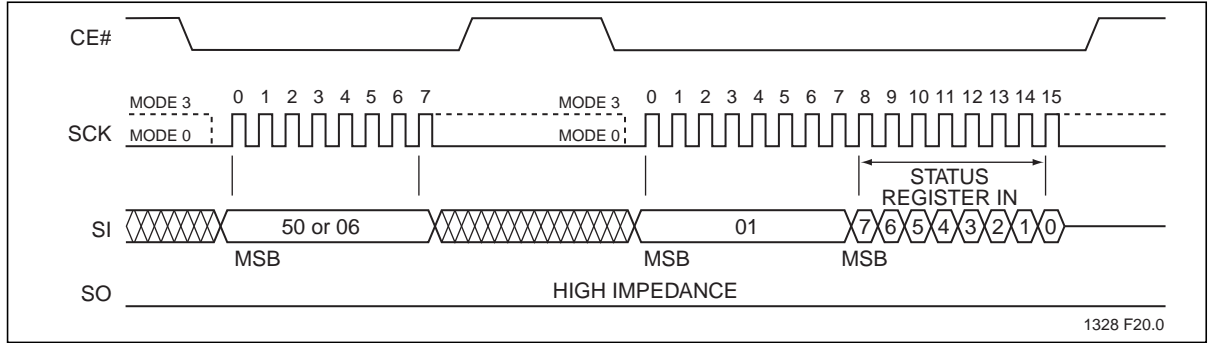 CE#
MODE 3 0 1 2 3 4 5 6 7 MODE 3 0 1 2 3 4 5 6 7 8 9 10 11 12 13 14 15
SCK MODE 0 MODE 0
STATUS
REGISTER IN
SI 50 or 06 01 7 6 5 4 3 2 1 0
MSB MSB MSB
SO HIGH IMPEDANCE
1328 F20.0